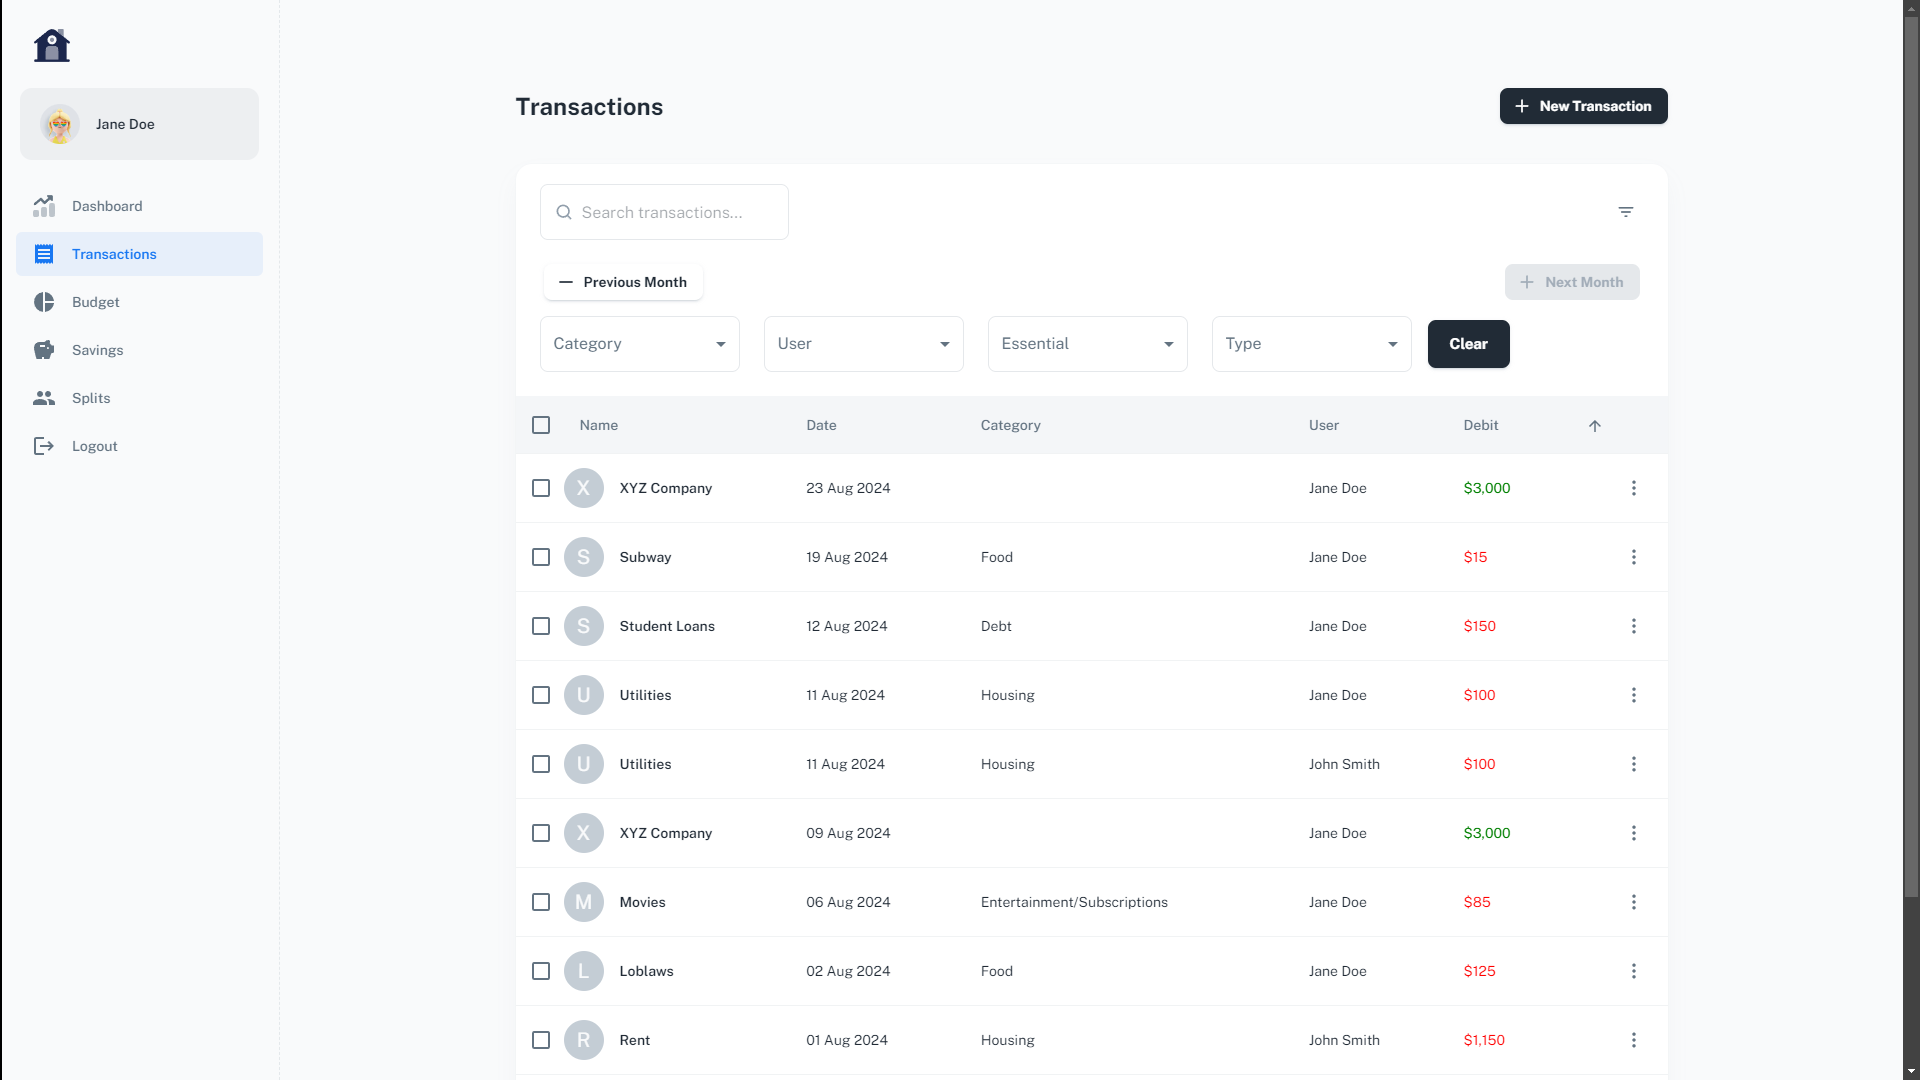 Jane Doe
Dashboard
Transactions
Budget
Savings
Splits
Logout
Transactions
New Transaction
Search transactions...
Previous Month
Next Month
Category
User
Essential
Type
Clear
Name Date Category User Debit
X XYZ Company 23 Aug 2024 Jane Doe $3,000
S Subway 19 Aug 2024 Food Jane Doe $15
S Student Loans 12 Aug 2024 Debt Jane Doe $150
U Utilities 11 Aug 2024 Housing Jane Doe $100
U Utilities 11 Aug 2024 Housing John Smith $100
X XYZ Company 09 Aug 2024 Jane Doe $3,000
M Movies 06 Aug 2024 Entertainment/Subscriptions Jane Doe $85
L Loblaws 02 Aug 2024 Food Jane Doe $125
R Rent 01 Aug 2024 Housing John Smith $1,150